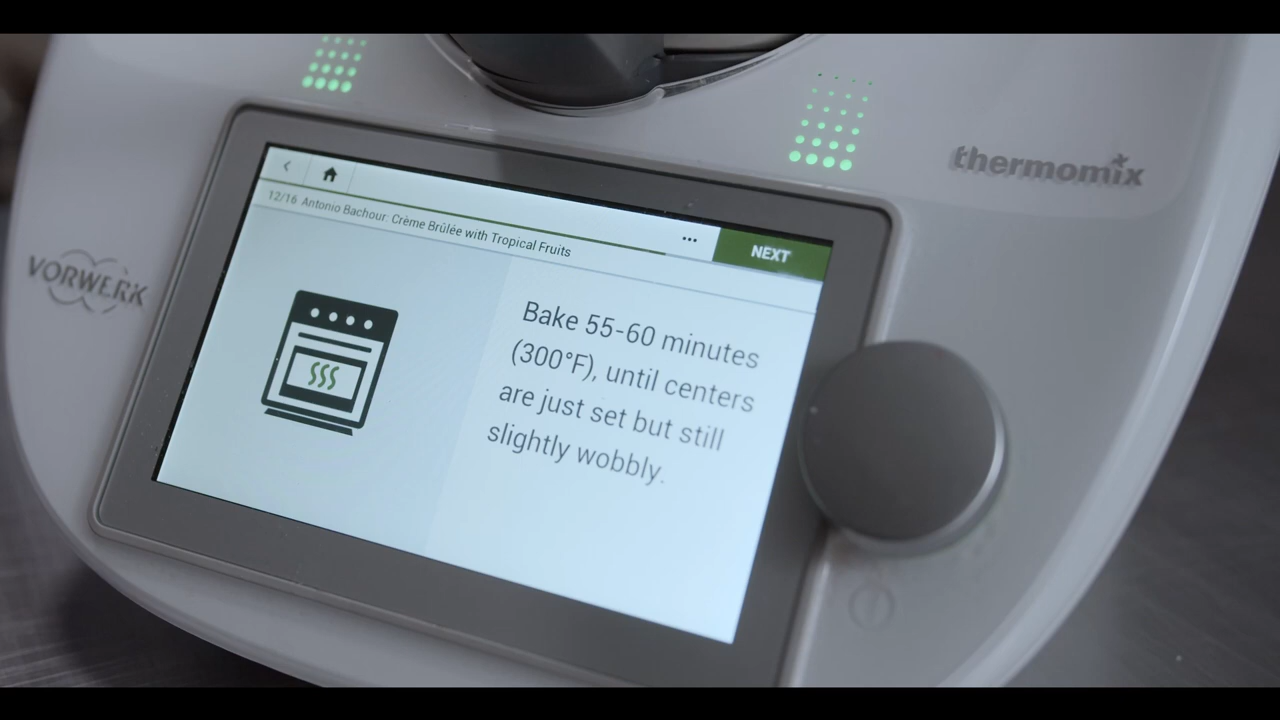 thermomix
VORWERK
NEXT
12/16 Antonio Bachour: Crème Brûlée with Tropical Fruits
Bake 55-60 minutes
(300°F), until centers
are just set but still
slightly wobbly.